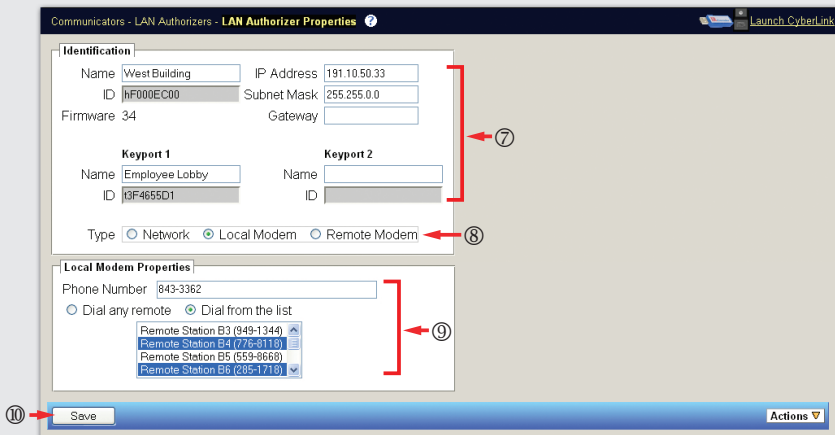 Communicators - LAN Authorizers - LAN Authorizer Properties ? Launch CyberLink
Identification
Name West Building IP Address 191.10.50.33
ID hF000EC00 Subnet Mask 255.255.0.0
Firmware 34 Gateway
⑦
Keyport 1 Keyport 2
Name Employee Lobby Name
ID t3F4655D1 ID
Type Network Local Modem Remote Modem ⑧
Local Modem Properties
Phone Number 843-3362
Dial any remote Dial from the list
Remote Station B3 (949-1344)
Remote Station B4 (776-8118)
⑨
Remote Station B5 (559-8668)
Remote Station B6 (285-1718)
⑩ Save Actions